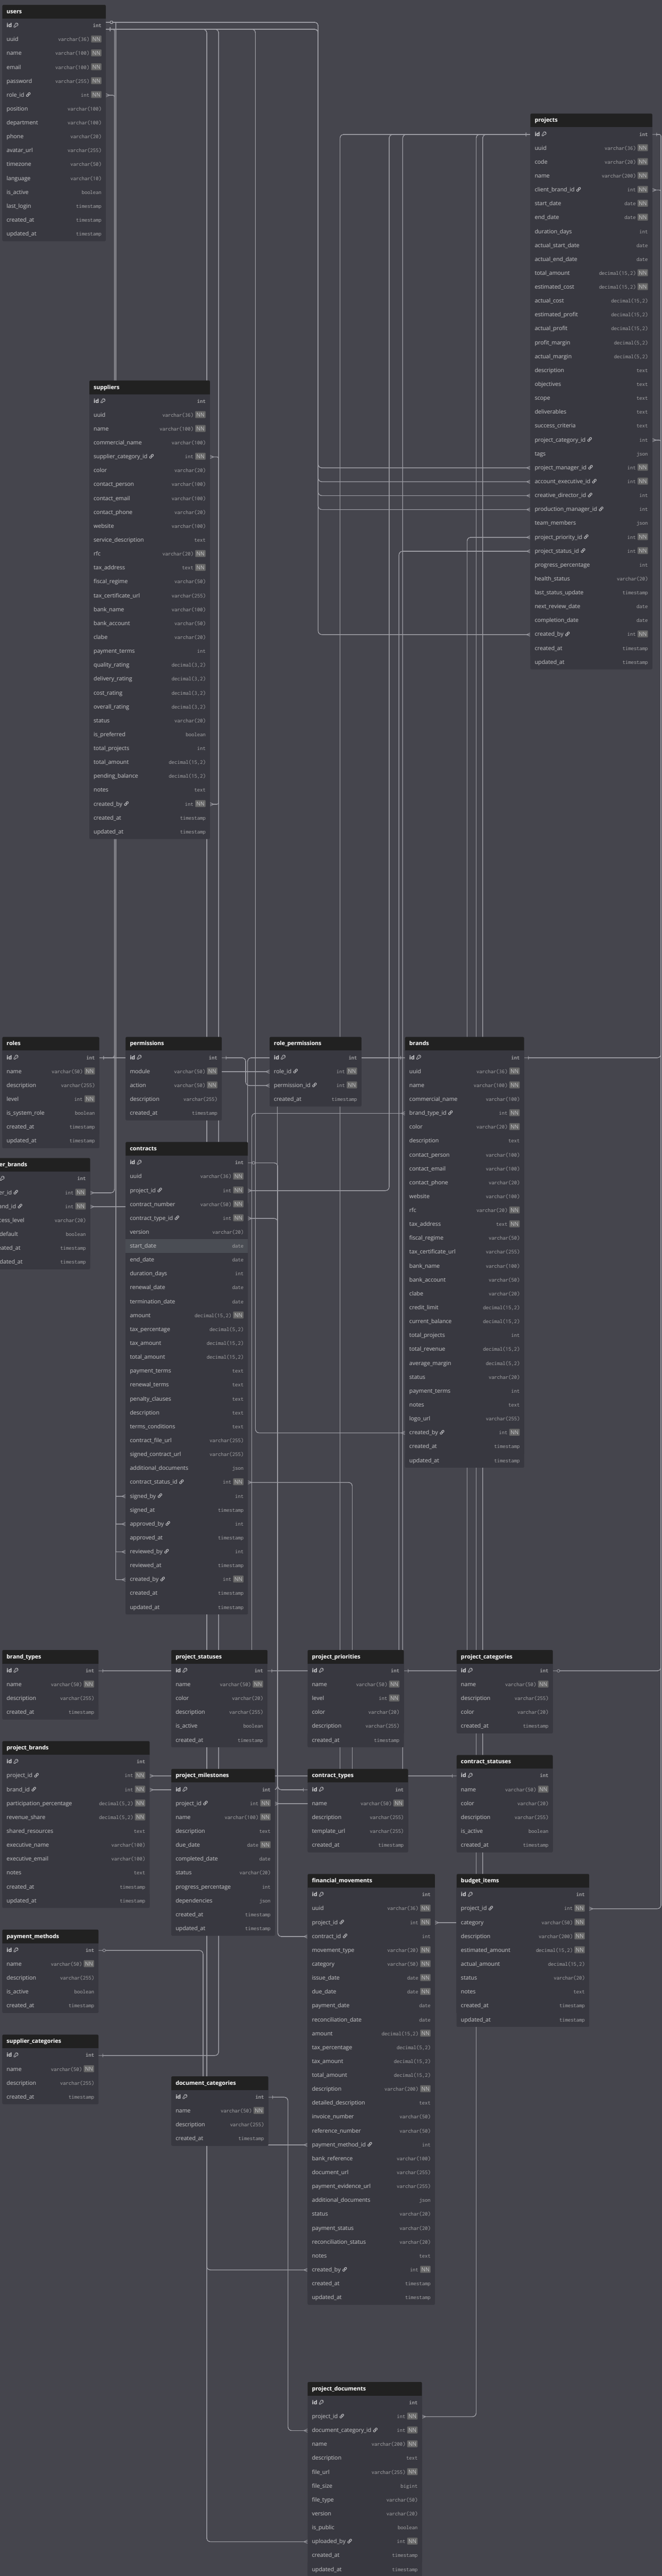 users
id int
uuid varchar(36) NN
name varchar(100) NN
email varchar(100) NN
password varchar(255) NN
role_id int NN
position varchar(100)
department varchar(100)
phone varchar(20)
avatar_url varchar(255)
timezone varchar(50)
language varchar(10)
is_active boolean
last_login timestamp
created_at timestamp
updated_at timestamp
projects
id int
uuid varchar(36) NN
code varchar(20) NN
name varchar(200) NN
client_brand_id int NN
start_date date NN
end_date date NN
duration_days int
actual_start_date date
actual_end_date date
total_amount decimal(15,2) NN
estimated_cost decimal(15,2) NN
actual_cost decimal(15,2)
estimated_profit decimal(15,2)
actual_profit decimal(15,2)
profit_margin decimal(5,2)
actual_margin decimal(5,2)
description text
objectives text
scope text
deliverables text
success_criteria text
project_category_id int
tags json
project_manager_id int NN
account_executive_id int NN
creative_director_id int
production_manager_id int
team_members json
project_priority_id int NN
project_status_id int NN
progress_percentage int
health_status varchar(20)
last_status_update timestamp
next_review_date date
completion_date date
created_by int NN
created_at timestamp
updated_at timestamp
suppliers
id int
uuid varchar(36) NN
name varchar(100) NN
commercial_name varchar(100)
supplier_category_id int NN
color varchar(20)
contact_person varchar(100)
contact_email varchar(100)
contact_phone varchar(20)
website varchar(100)
service_description text
rfc varchar(20) NN
tax_address text NN
fiscal_regime varchar(50)
tax_certificate_url varchar(255)
bank_name varchar(100)
bank_account varchar(50)
clabe varchar(20)
payment_terms int
quality_rating decimal(3,2)
delivery_rating decimal(3,2)
cost_rating decimal(3,2)
overall_rating decimal(3,2)
status varchar(20)
is_preferred boolean
total_projects int
total_amount decimal(15,2)
pending_balance decimal(15,2)
notes text
created_by int NN
created_at timestamp
updated_at timestamp
roles
id int
name varchar(50) NN
description varchar(255)
level int NN
is_system_role boolean
created_at timestamp
updated_at timestamp
permissions
id int
module varchar(50) NN
action varchar(50) NN
description varchar(255)
created_at timestamp
role_permissions
id int
role_id int NN
permission_id int NN
created_at timestamp
brands
id int
uuid varchar(36) NN
name varchar(100) NN
commercial_name varchar(100)
brand_type_id int NN
color varchar(20) NN
description text
contact_person varchar(100)
contact_email varchar(100)
contact_phone varchar(20)
website varchar(100)
rfc varchar(20) NN
tax_address text NN
fiscal_regime varchar(50)
tax_certificate_url varchar(255)
bank_name varchar(100)
bank_account varchar(50)
clabe varchar(20)
credit_limit decimal(15,2)
current_balance decimal(15,2)
total_projects int
total_revenue decimal(15,2)
average_margin decimal(5,2)
status varchar(20)
payment_terms int
notes text
logo_url varchar(255)
created_by int NN
created_at timestamp
updated_at timestamp
er_brands
int
er_id int NN
and_id int NN
cess_level varchar(20)
default boolean
eated_at timestamp
dated_at timestamp
contracts
id int
uuid varchar(36) NN
project_id int NN
contract_number varchar(50) NN
contract_type_id int NN
version varchar(20)
start_date date
end_date date
duration_days int
renewal_date date
termination_date date
amount decimal(15,2) NN
tax_percentage decimal(5,2)
tax_amount decimal(15,2)
total_amount decimal(15,2)
payment_terms text
renewal_terms text
penalty_clauses text
description text
terms_conditions text
contract_file_url varchar(255)
signed_contract_url varchar(255)
additional_documents json
contract_status_id int NN
signed_by int
signed_at timestamp
approved_by int
approved_at timestamp
reviewed_by int
reviewed_at timestamp
created_by int NN
created_at timestamp
updated_at timestamp
brand_types
id int
name varchar(50) NN
description varchar(255)
created_at timestamp
project_statuses
id int
name varchar(50) NN
color varchar(20)
description varchar(255)
is_active boolean
created_at timestamp
project_priorities
id int
name varchar(50) NN
level int NN
color varchar(20)
description varchar(255)
created_at timestamp
project_categories
id int
name varchar(50) NN
description varchar(255)
color varchar(20)
created_at timestamp
project_brands
id int
project_id int NN
brand_id int NN
participation_percentage decimal(5,2) NN
revenue_share decimal(5,2) NN
shared_resources text
executive_name varchar(100)
executive_email varchar(100)
notes text
created_at timestamp
updated_at timestamp
project_milestones
id int
project_id int NN
name varchar(100) NN
description text
due_date date NN
completed_date date
status varchar(20)
progress_percentage int
dependencies json
created_at timestamp
updated_at timestamp
contract_types
id int
name varchar(50) NN
description varchar(255)
template_url varchar(255)
created_at timestamp
contract_statuses
id int
name varchar(50) NN
color varchar(20)
description varchar(255)
is_active boolean
created_at timestamp
financial_movements
id int
uuid varchar(36) NN
project_id int NN
contract_id int
movement_type varchar(20) NN
category varchar(50) NN
issue_date date NN
due_date date NN
payment_date date
reconciliation_date date
amount decimal(15,2) NN
tax_percentage decimal(5,2)
tax_amount decimal(15,2)
total_amount decimal(15,2)
description varchar(200) NN
detailed_description text
invoice_number varchar(50)
reference_number varchar(50)
payment_method_id int
bank_reference varchar(100)
document_url varchar(255)
payment_evidence_url varchar(255)
additional_documents json
status varchar(20)
payment_status varchar(20)
reconciliation_status varchar(20)
notes text
created_by int NN
created_at timestamp
updated_at timestamp
budget_items
id int
project_id int NN
category varchar(50) NN
description varchar(200) NN
estimated_amount decimal(15,2) NN
actual_amount decimal(15,2)
status varchar(20)
notes text
created_at timestamp
updated_at timestamp
payment_methods
id int
name varchar(50) NN
description varchar(255)
is_active boolean
created_at timestamp
supplier_categories
id int
name varchar(50) NN
description varchar(255)
created_at timestamp
document_categories
id int
name varchar(50) NN
description varchar(255)
created_at timestamp
project_documents
id int
project_id int NN
document_category_id int NN
name varchar(200) NN
description text
file_url varchar(255) NN
file_size bigint
file_type varchar(50)
version varchar(20)
is_public boolean
uploaded_by int NN
created_at timestamp
updated_at timestamp